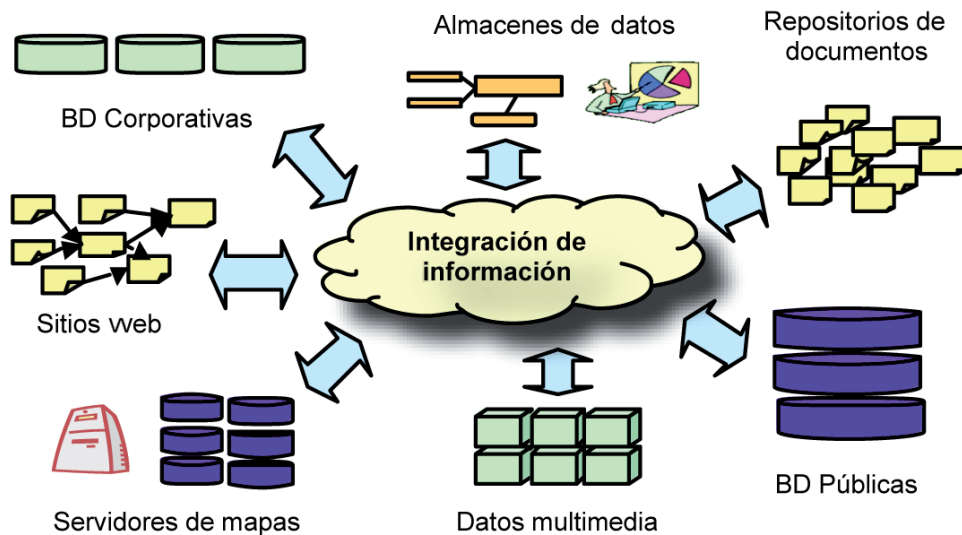 Almacenes de datos
Repositorios de
documentos
BD Corporativas
Integración de
información
Sitios web
BD Públicas
Servidores de mapas
Datos multimedia